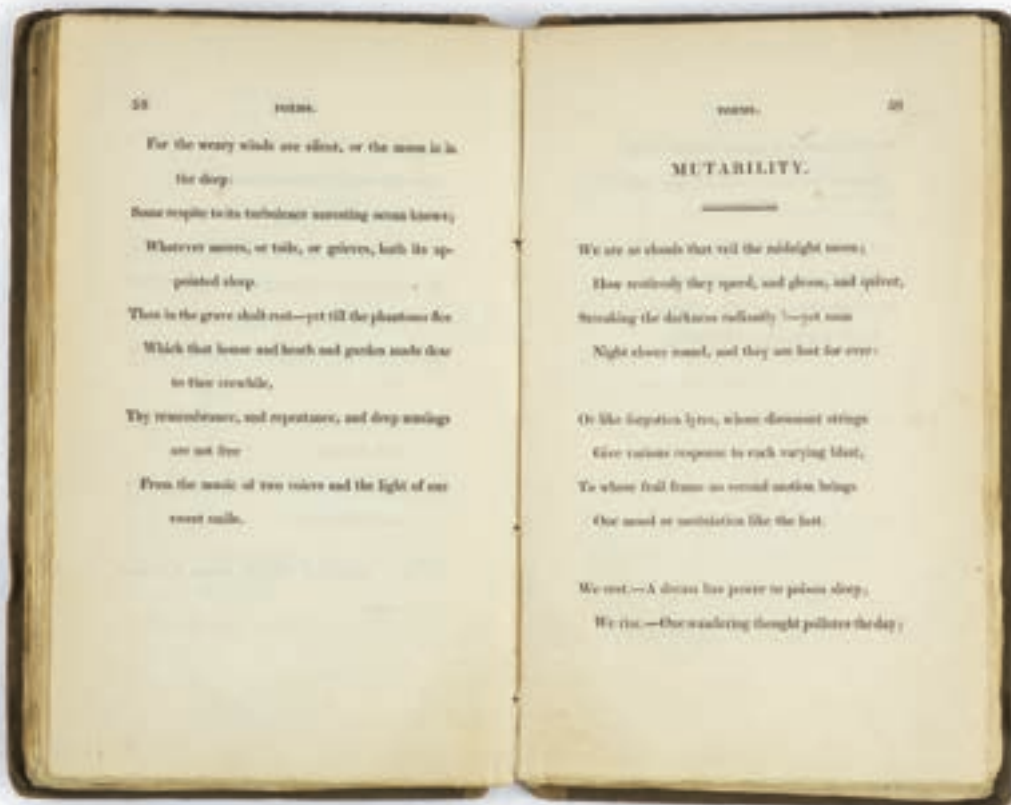 58 POEMS.
For the weary winds are silent, or the moon is in
the deep:
Some respite to its turbulence unresting ocean knows;
Whatever moves, or toils, or grieves, hath its ap-
pointed sleep.
Thou in the grave shalt rest—yet till the phantoms flee
Which that house and heath and garden made dear
to thee erewhile,
Thy remembrance, and repentance, and deep musings
are not free
From the music of two voices and the light of one
sweet smile.
POEMS. 59
MUTABILITY.
We are as clouds that veil the midnight moon;
How restlessly they speed, and gleam, and quiver,
Streaking the darkness radiantly!—yet soon
Night closes round, and they are lost for ever:
Or like forgotten lyres, whose dissonant strings
Give various response to each varying blast,
To whose frail frame no second motion brings
One mood or modulation like the last.
We rest.—A dream has power to poison sleep;
We rise.—One wandering thought pollutes the day;